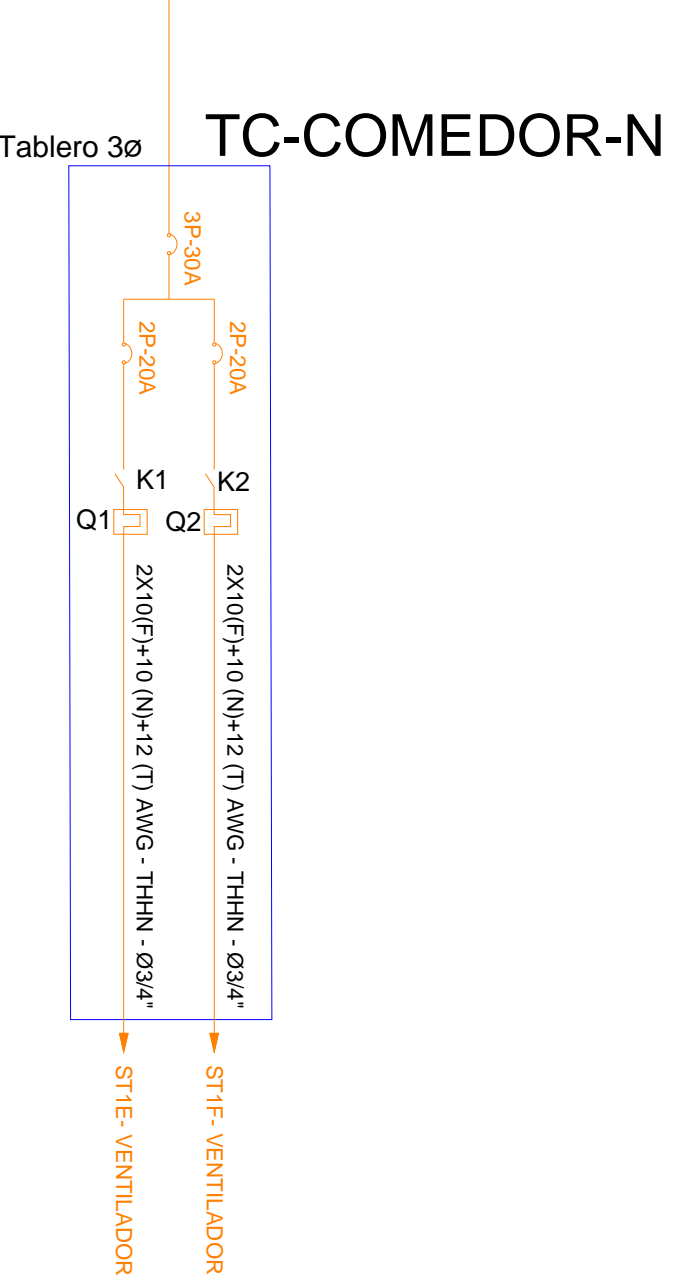 Tablero 3ø
TC-COMEDOR-N
3P-30A
2P-20A
2P-20A
K1
K2
Q1
Q2
2X10(F)+10 (N)+12 (T) AWG - THHN - Ø3/4"
2X10(F)+10 (N)+12 (T) AWG - THHN - Ø3/4"
ST1E- VENTILADOR
ST1F- VENTILADOR